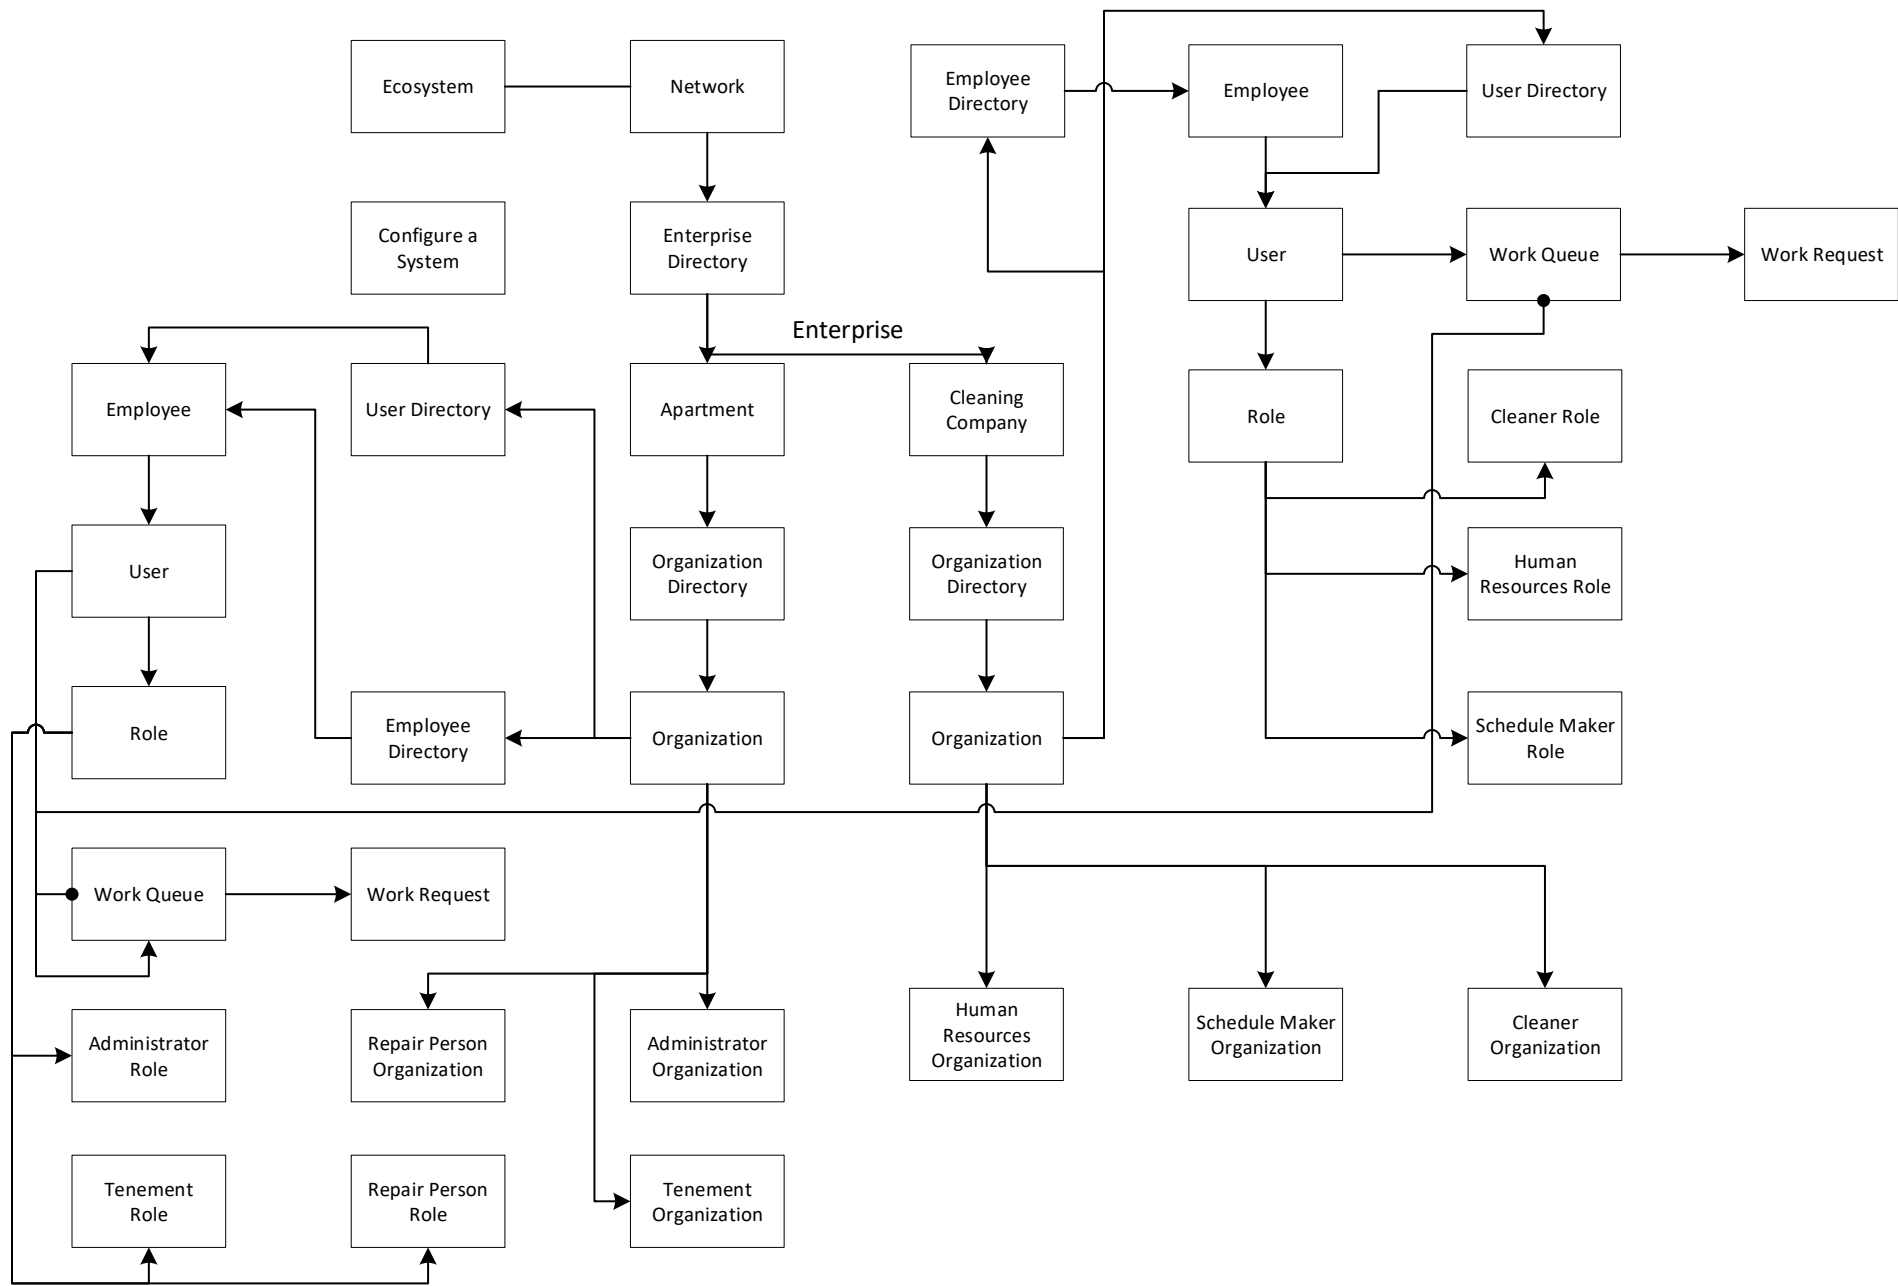 Ecosystem
Network
Employee
Directory
Employee
User Directory
Configure a
System
Enterprise
Directory
User
Work Queue
Work Request
Enterprise
Employee
User Directory
Apartment
Cleaning
Company
Role
Cleaner Role
User
Organization
Directory
Organization
Directory
Human
Resources Role
Role
Employee
Directory
Organization
Organization
Schedule Maker
Role
Work Queue
Work Request
Administrator
Role
Repair Person
Organization
Administrator
Organization
Human
Resources
Organization
Schedule Maker
Organization
Cleaner
Organization
Tenement
Role
Repair Person
Role
Tenement
Organization